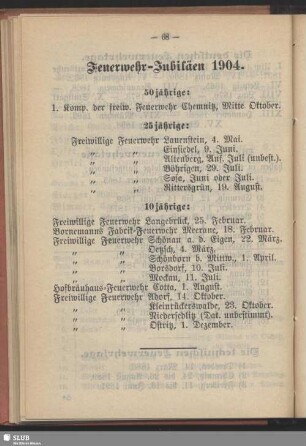 — 68 —
Feuerwehr-Jubiläen 1904.
50jährige:
1. Komp. der freiw. Feuerwehr Chemnitz, Mitte Oktober.
25jährige:
Freiwillige Feuerwehr Lauenstein, 4. Mai.
„ „ Einsiedel, 9. Juni.
„ „ Altenberg, Anf. Juli (unbest.).
„ „ Böhrigen, 29. Juli.
„ „ Sosa, Juni oder Juli.
„ „ Rittersgrün, 19. August.
10jährige:
Freiwillige Feuerwehr Langebrück, 25. Februar.
Bornemanns Fabrik-Feuerwehr Meerane, 18. Februar.
Freiwillige Feuerwehr Schönau a. d. Eigen, 22. März.
„ „ Oetzsch, 4. März.
„ „ Schönborn b. Mittw., 1. April.
„ „ Borsdorf, 10. Juli.
„ „ Mockau, 11. Juli.
Hofbräuhaus-Feuerwehr Cotta, 1. August.
Freiwillige Feuerwehr Adorf, 14. Oktober.
„ „ Kleinrückerswalde, 23. Oktober.
„ „ Niedersedlitz (Dat. unbestimmt).
„ „ Ostritz, 1. Dezember.